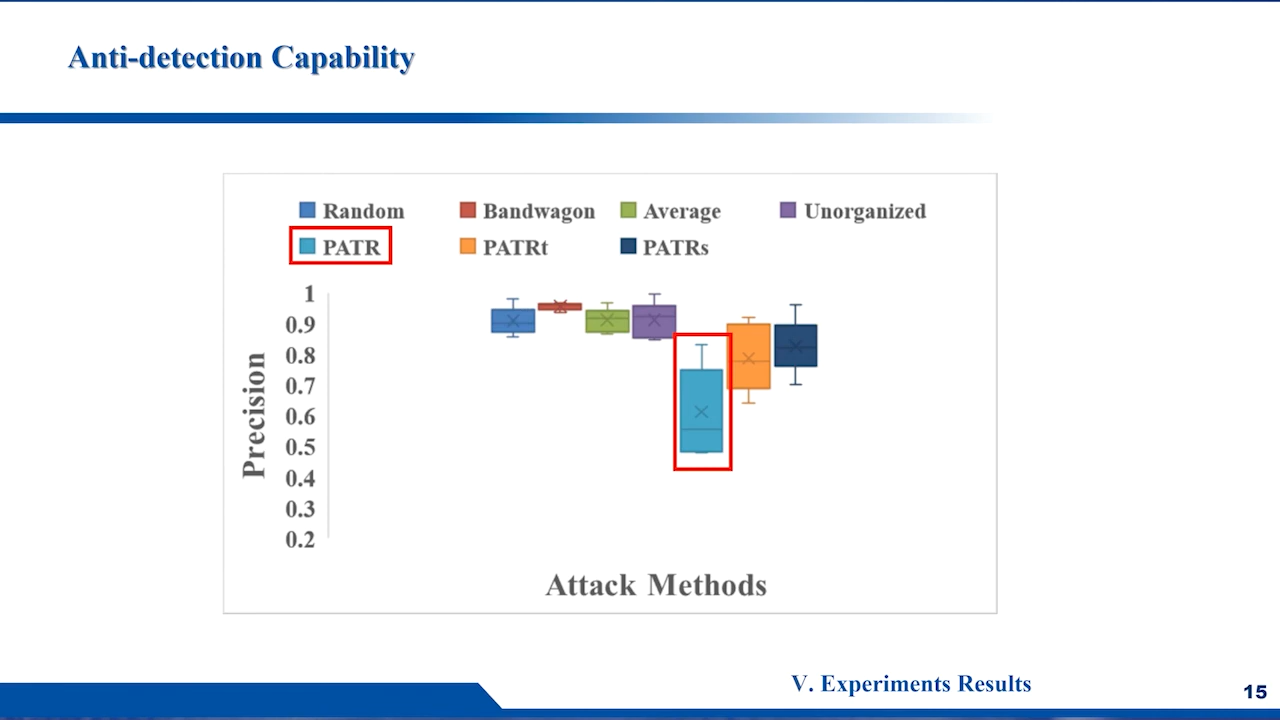 Anti-detection Capability
Random Bandwagon Average Unorganized
PATR PATRt PATRs
1
0.9
0.8
0.7
0.6
0.5
0.4
0.3
0.2
Precision
Attack Methods
V. Experiments Results
15